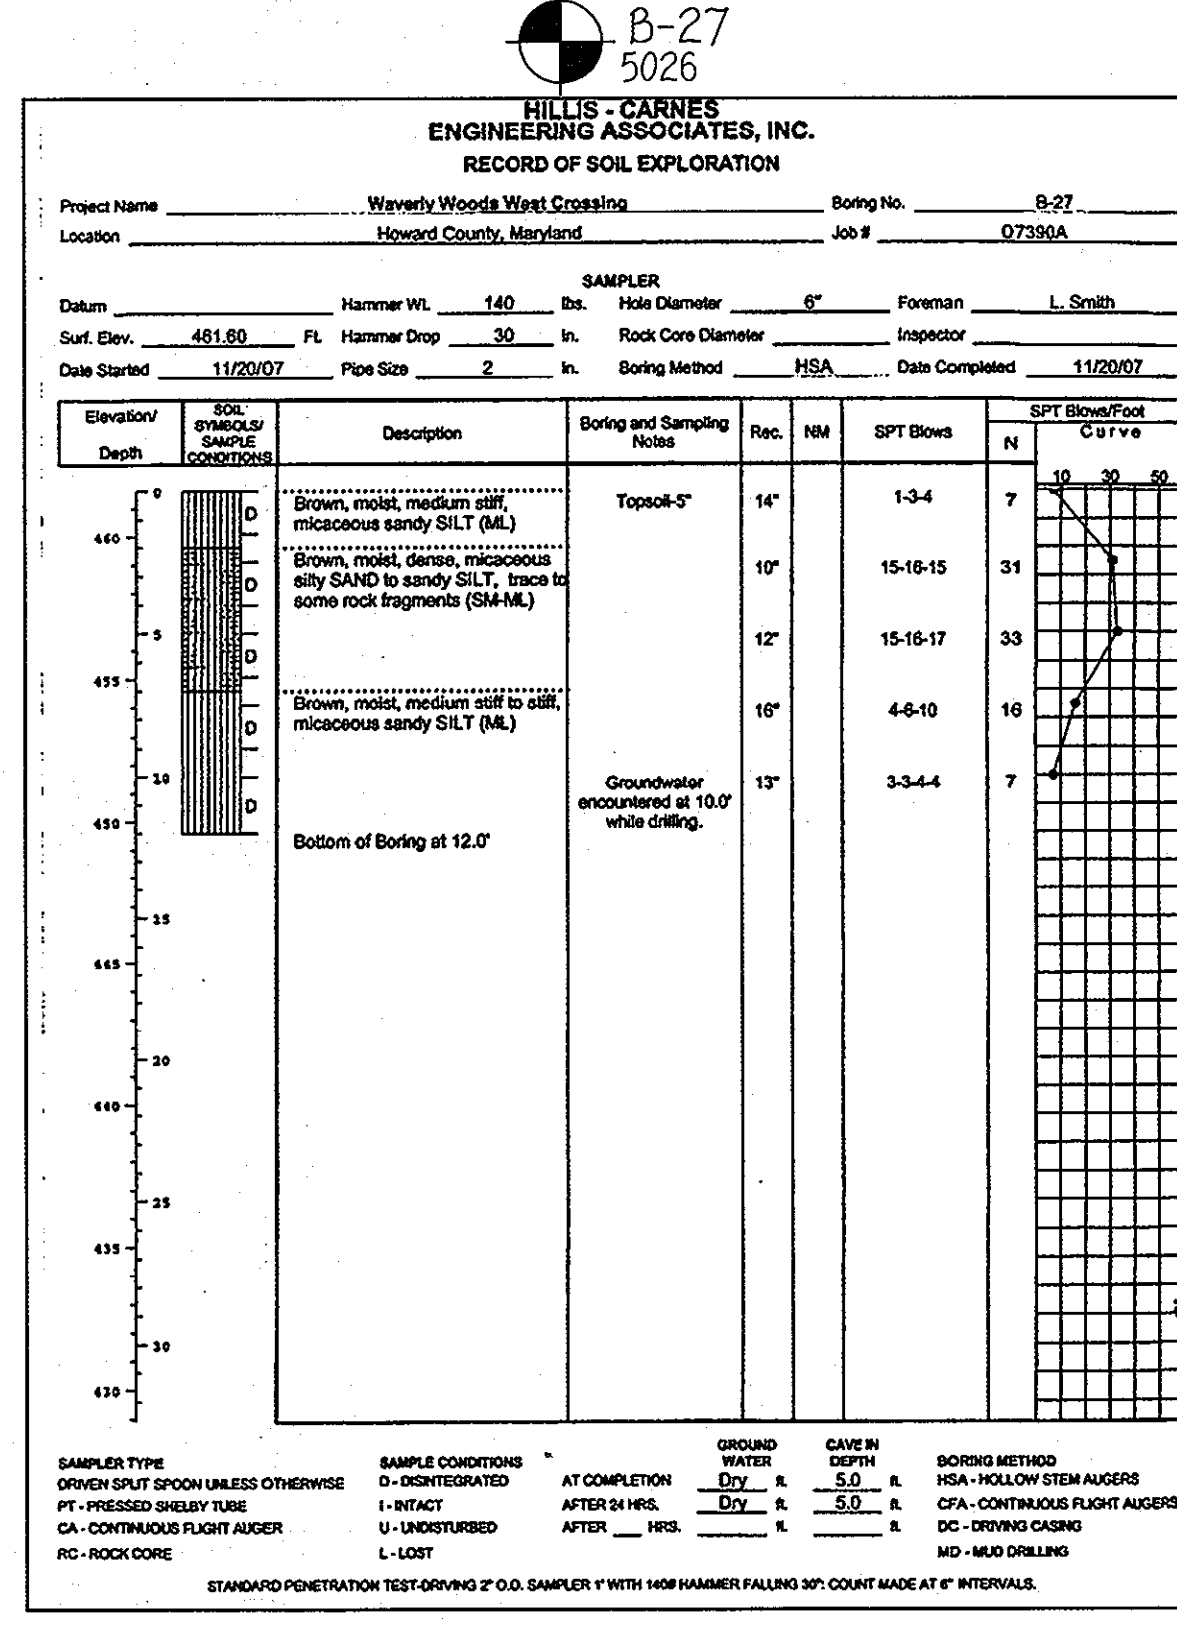 B-27
5026
HILLIS - CARNES
ENGINEERING ASSOCIATES, INC.
RECORD OF SOIL EXPLORATION
Project Name Waverly Woods West Crossing Boring No. B-27
Location Howard County, Maryland Job # 07390A
SAMPLER
Datum Hammer Wt. 140 lbs. Hole Diameter 6" Foreman L. Smith
Surf. Elev. 461.60 Ft. Hammer Drop 30 in. Rock Core Diameter Inspector
Date Started 11/20/07 Pipe Size 2 in. Boring Method HSA Date Completed 11/20/07
Elevation/ Depth
SOIL SYMBOLS/ SAMPLE CONDITIONS
Description
Boring and Sampling Notes
Rec.
NM
SPT Blows
SPT Blows/Foot
N
Curve
10 30 50
0
Brown, moist, medium stiff, Topsoil-5" 14" 1-3-4 7
D
micaceous sandy SILT (ML)
460
Brown, moist, dense, micaceous 10" 15-16-15 31
silty SAND to sandy SILT, trace to
D
some rock fragments (SM-ML)
5 12" 15-16-17 33
D
455
Brown, moist, medium stiff to stiff, 16" 4-6-10 16
micaceous sandy SILT (ML)
D
10 Groundwater 13" 3-3-4-4 7
D encountered at 10.0'
450 while drilling.
Bottom of Boring at 12.0'
15
445
20
440
25
435
30
430
SAMPLER TYPE
DRIVEN SPLIT SPOON UNLESS OTHERWISE
PT - PRESSED SHELBY TUBE
CA - CONTINUOUS FLIGHT AUGER
RC - ROCK CORE
SAMPLE CONDITIONS
D - DISINTEGRATED
I - INTACT
U - UNDISTURBED
L - LOST
GROUND WATER CAVE IN DEPTH
AT COMPLETION Dry ft. 5.0 ft.
AFTER 24 HRS. Dry ft. 5.0 ft.
AFTER ___ HRS. ft. ft.
BORING METHOD
HSA - HOLLOW STEM AUGERS
CFA - CONTINUOUS FLIGHT AUGERS
DC - DRIVING CASING
MD - MUD DRILLING
STANDARD PENETRATION TEST-DRIVING 2" O.D. SAMPLER 1' WITH 140# HAMMER FALLING 30": COUNT MADE AT 6" INTERVALS.